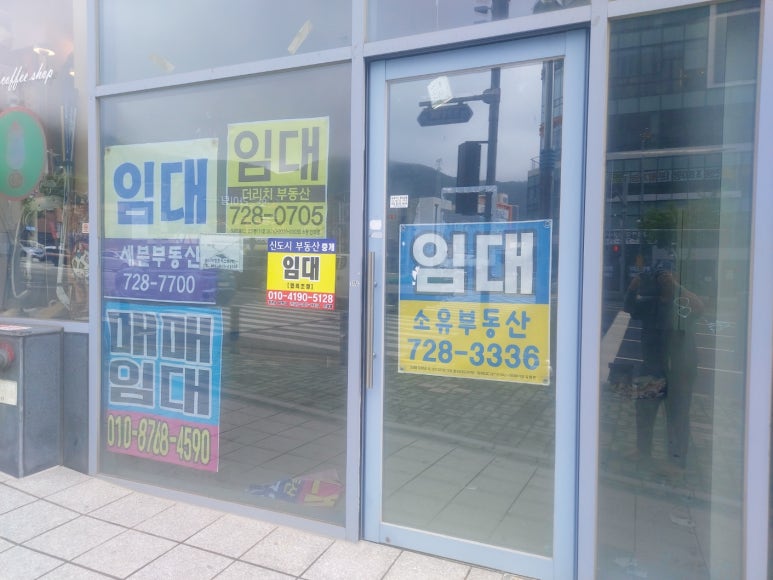 coffee shop
임대
세븐부동산
728-7700
임대
더리치 부동산
728-0705
신도시 부동산 중개
임대
010-4190-5128
매매
임대
010-8768-4590
임대
소유부동산
728-3336